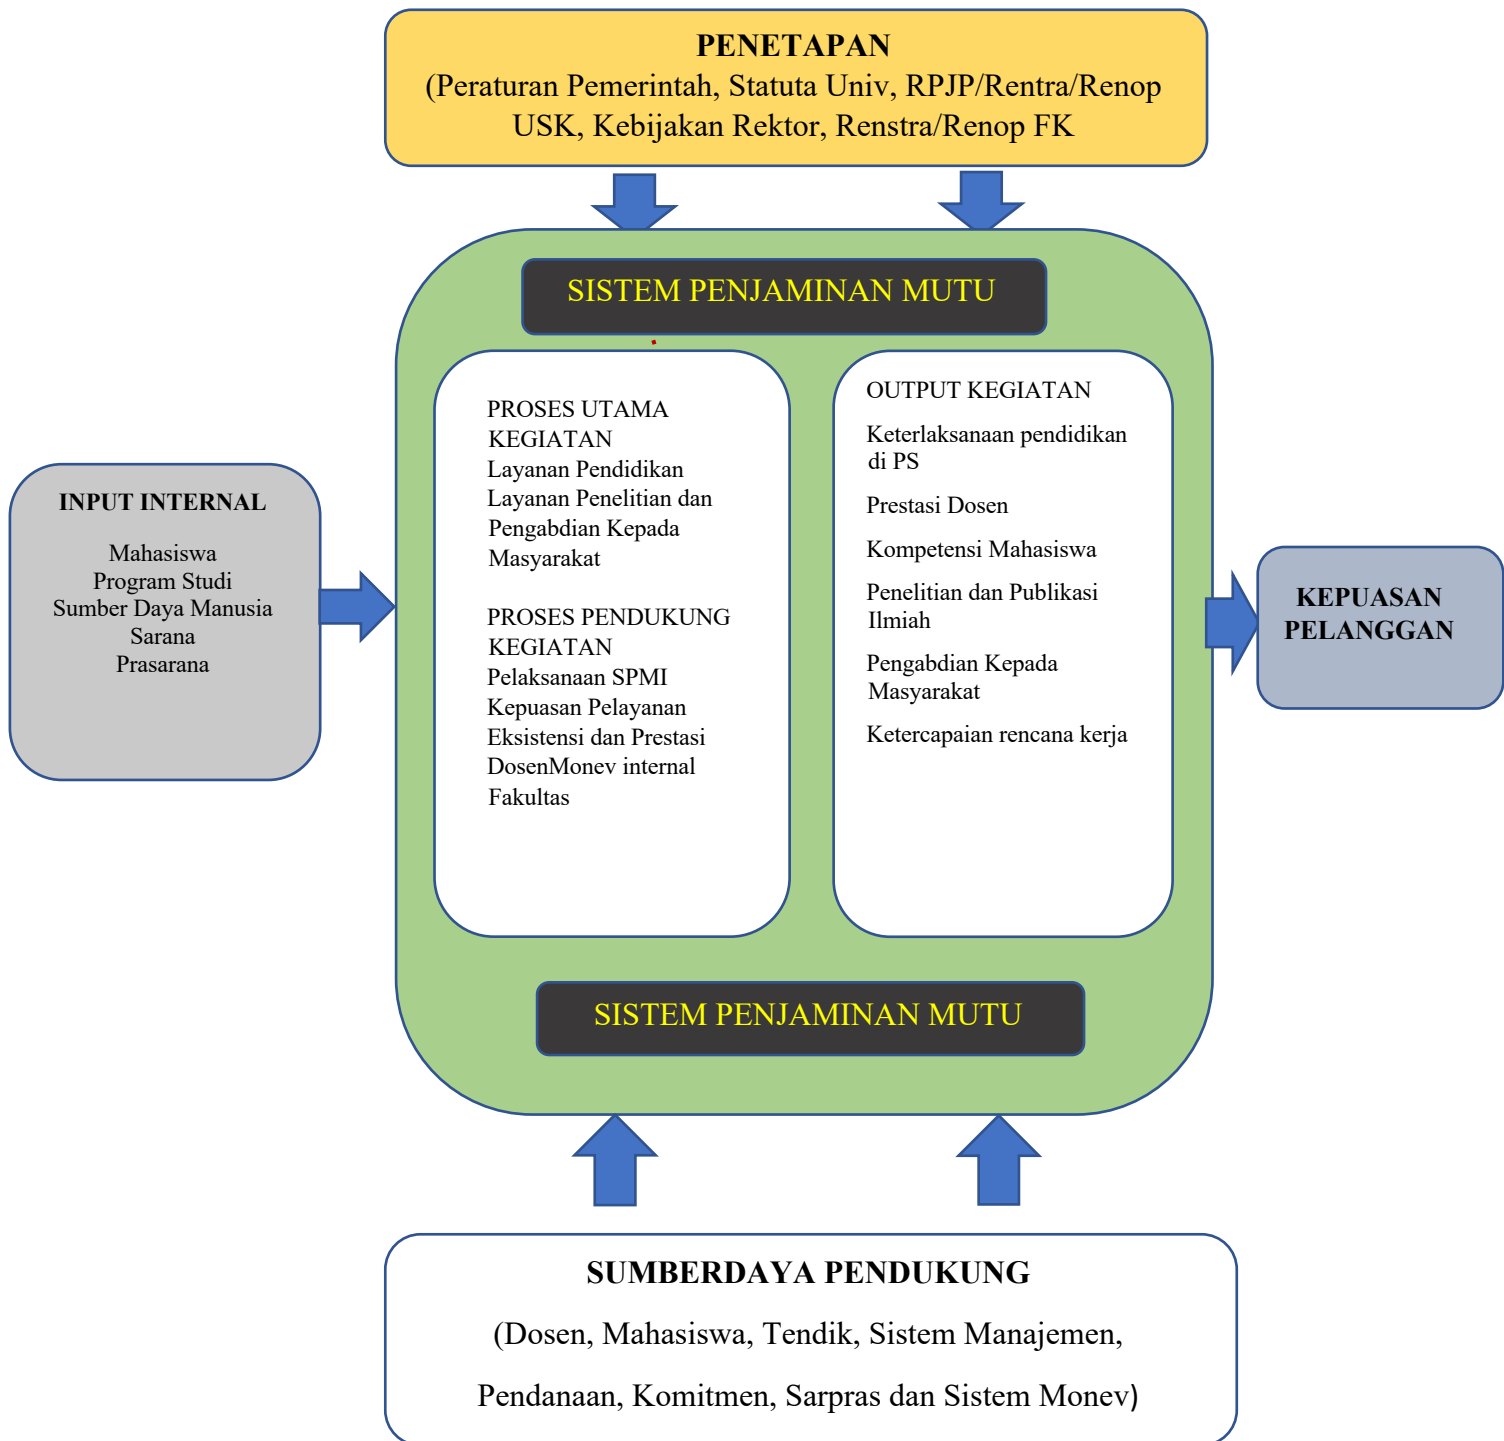 PENETAPAN
(Peraturan Pemerintah, Statuta Univ, RPJP/Rentra/Renop
USK, Kebijakan Rektor, Renstra/Renop FK
SISTEM PENJAMINAN MUTU
INPUT INTERNAL
Mahasiswa
Program Studi
Sumber Daya Manusia
Sarana
Prasarana
PROSES UTAMA
KEGIATAN
Layanan Pendidikan
Layanan Penelitian dan
Pengabdian Kepada
Masyarakat
PROSES PENDUKUNG
KEGIATAN
Pelaksanaan SPMI
Kepuasan Pelayanan
Eksistensi dan Prestasi
DosenMonev internal
Fakultas
OUTPUT KEGIATAN
Keterlaksanaan pendidikan
di PS
Prestasi Dosen
Kompetensi Mahasiswa
Penelitian dan Publikasi
Ilmiah
Pengabdian Kepada
Masyarakat
Ketercapaian rencana kerja
KEPUASAN
PELANGGAN
SISTEM PENJAMINAN MUTU
SUMBERDAYA PENDUKUNG
(Dosen, Mahasiswa, Tendik, Sistem Manajemen,
Pendanaan, Komitmen, Sarpras dan Sistem Monev)